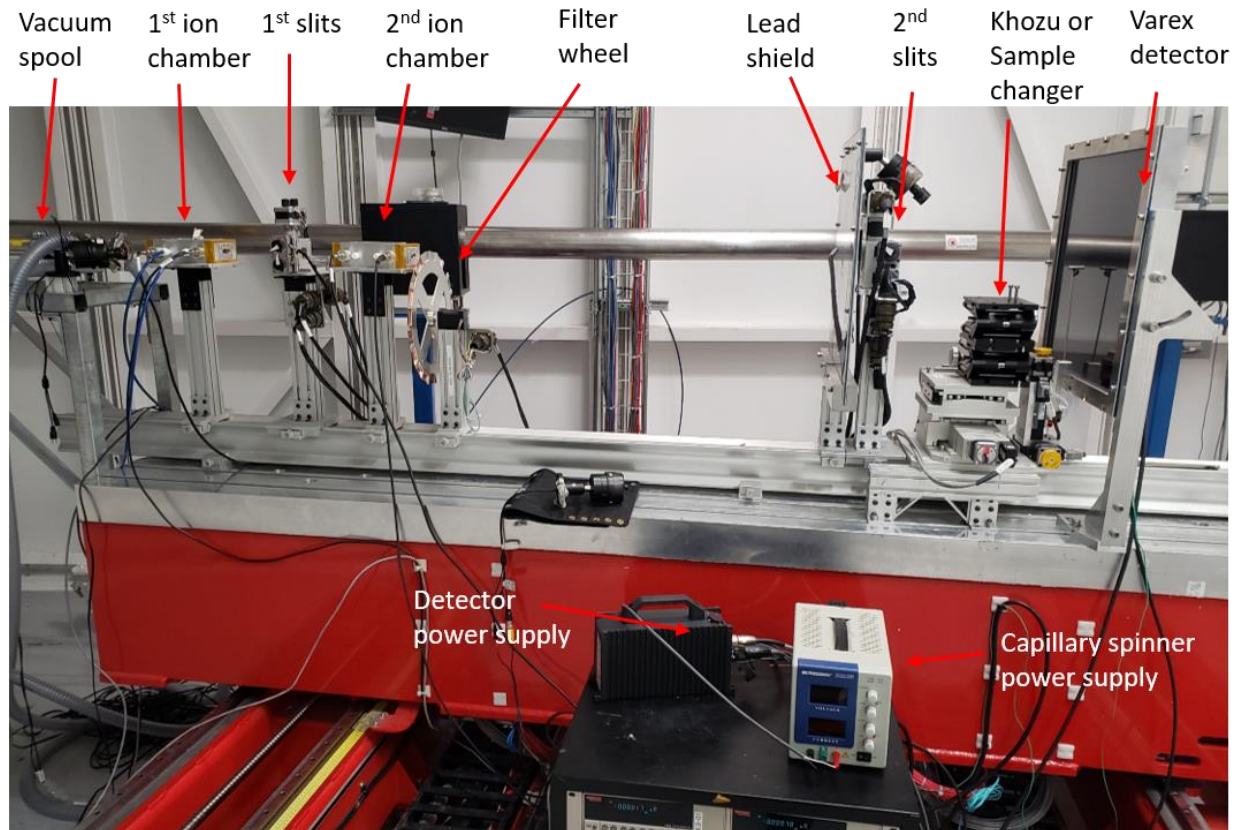 Vacuum
spool
1st ion
chamber
1st slits
2nd ion
chamber
Filter
wheel
Lead
shield
2nd
slits
Khozu or
Sample
changer
Varex
detector
Detector
power supply
Capillary spinner
power supply
VOLTAGE
CURRENT